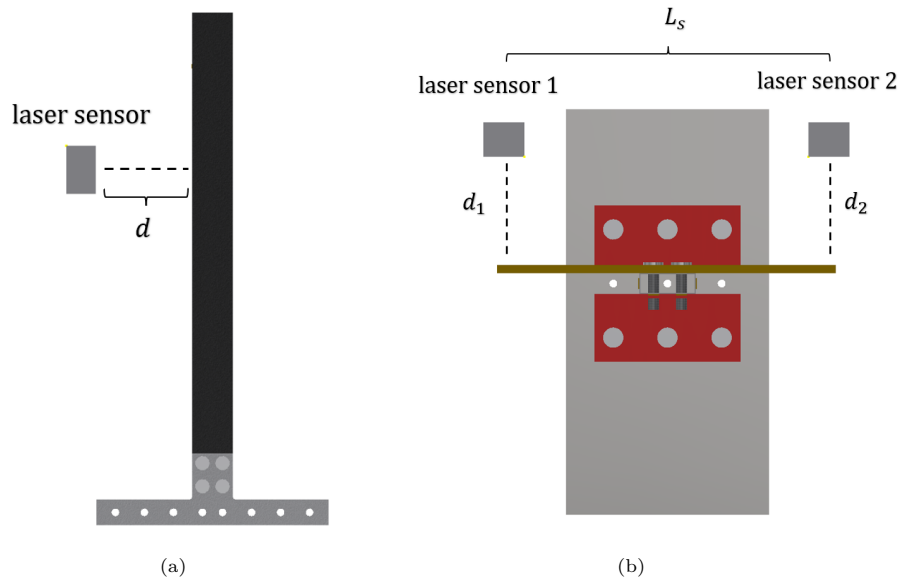 laser sensor
d
(a)
L_s
laser sensor 1
laser sensor 2
d_1
d_2
(b)